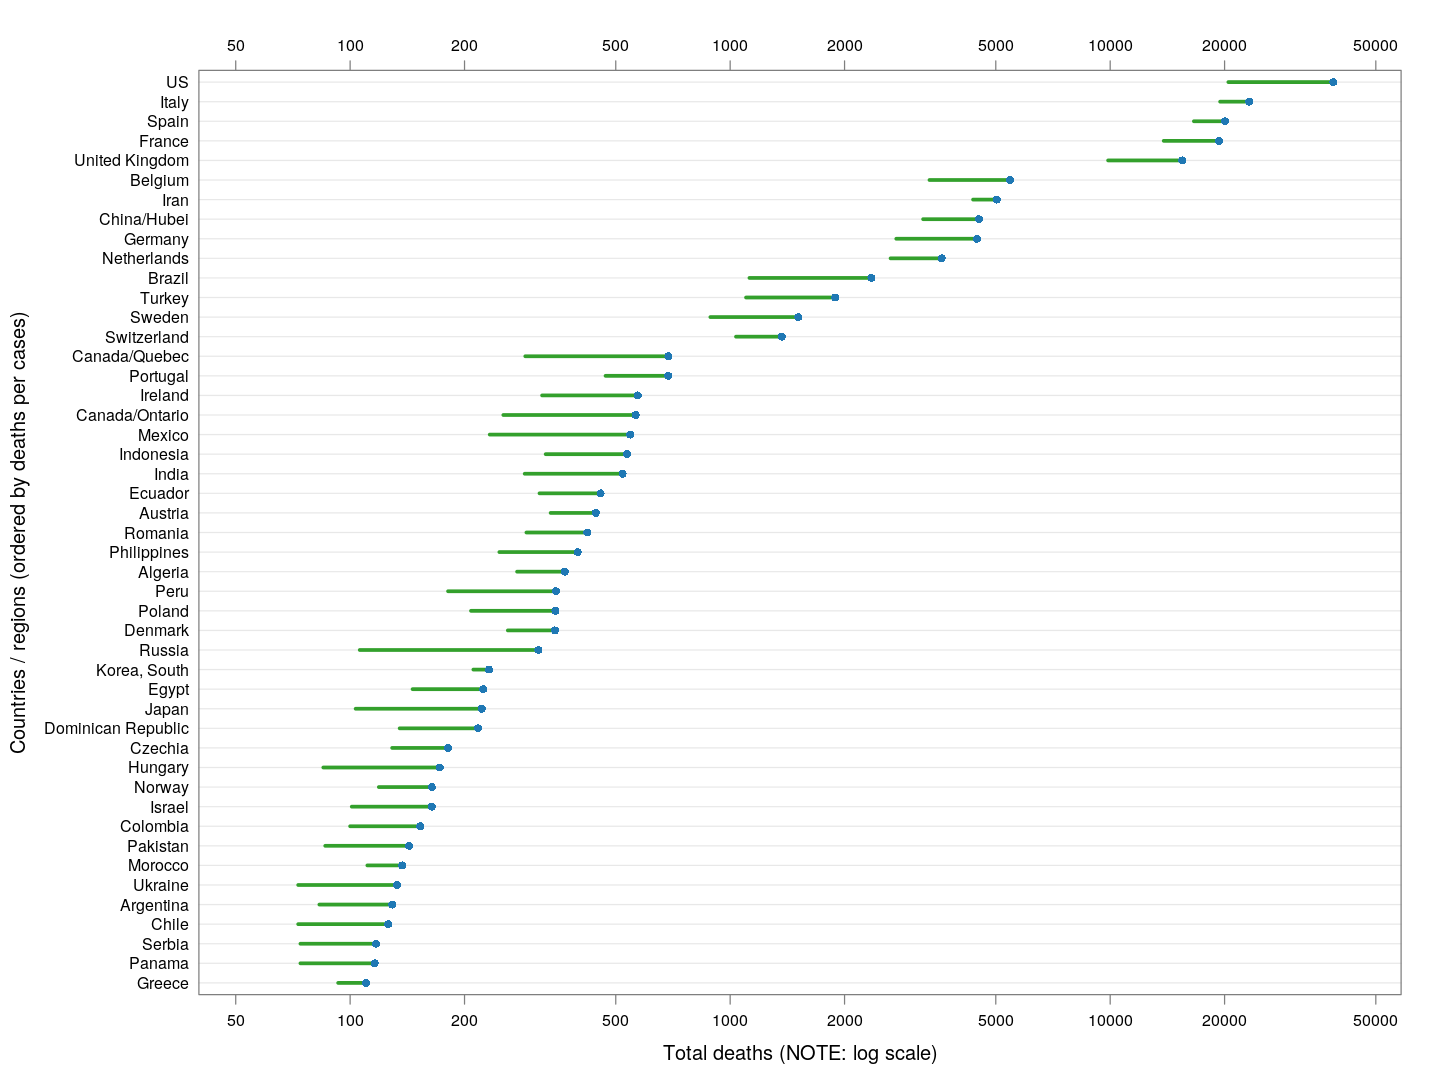 50 100 200 500 1000 2000 5000 10000 20000 50000
US
Italy
Spain
France
United Kingdom
Belgium
Iran
China/Hubei
Germany
Netherlands
Brazil
Turkey
Sweden
Switzerland
Canada/Quebec
Portugal
Ireland
Canada/Ontario
Mexico
Indonesia
India
Ecuador
Austria
Romania
Philippines
Algeria
Peru
Poland
Denmark
Russia
Korea, South
Egypt
Japan
Dominican Republic
Czechia
Hungary
Norway
Israel
Colombia
Pakistan
Morocco
Ukraine
Argentina
Chile
Serbia
Panama
Greece
Countries / regions (ordered by deaths per cases)
50 100 200 500 1000 2000 5000 10000 20000 50000
Total deaths (NOTE: log scale)